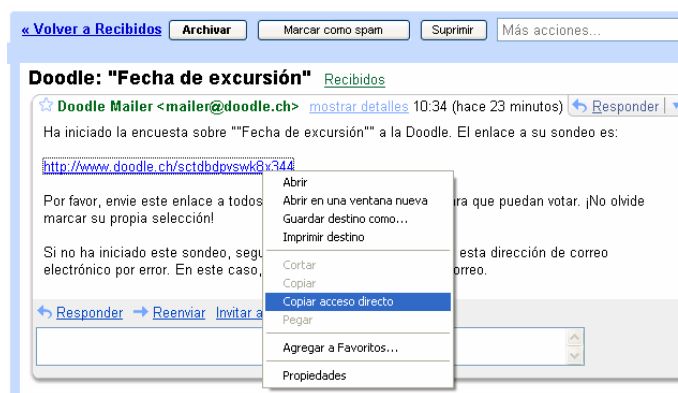 « Volver a Recibidos Archivar Marcar como spam Suprimir Más acciones...
Doodle: "Fecha de excursión" Recibidos
Doodle Mailer <mailer@doodle.ch> mostrar detalles 10:34 (hace 23 minutos) Responder
Ha iniciado la encuesta sobre ""Fecha de excursión"" a la Doodle. El enlace a su sondeo es:
http://www.doodle.ch/sctdbdpvswk8x344
Por favor, envie este enlace a todos ra que puedan votar. ¡No olvide
marcar su propia selección!
Si no ha iniciado este sondeo, segu esta dirección de correo
electrónico por error. En este caso, orreo.
Responder Reenviar Invitar a
Abrir
Abrir en una ventana nueva
Guardar destino como...
Imprimir destino
Cortar
Copiar
Copiar acceso directo
Pegar
Agregar a Favoritos...
Propiedades